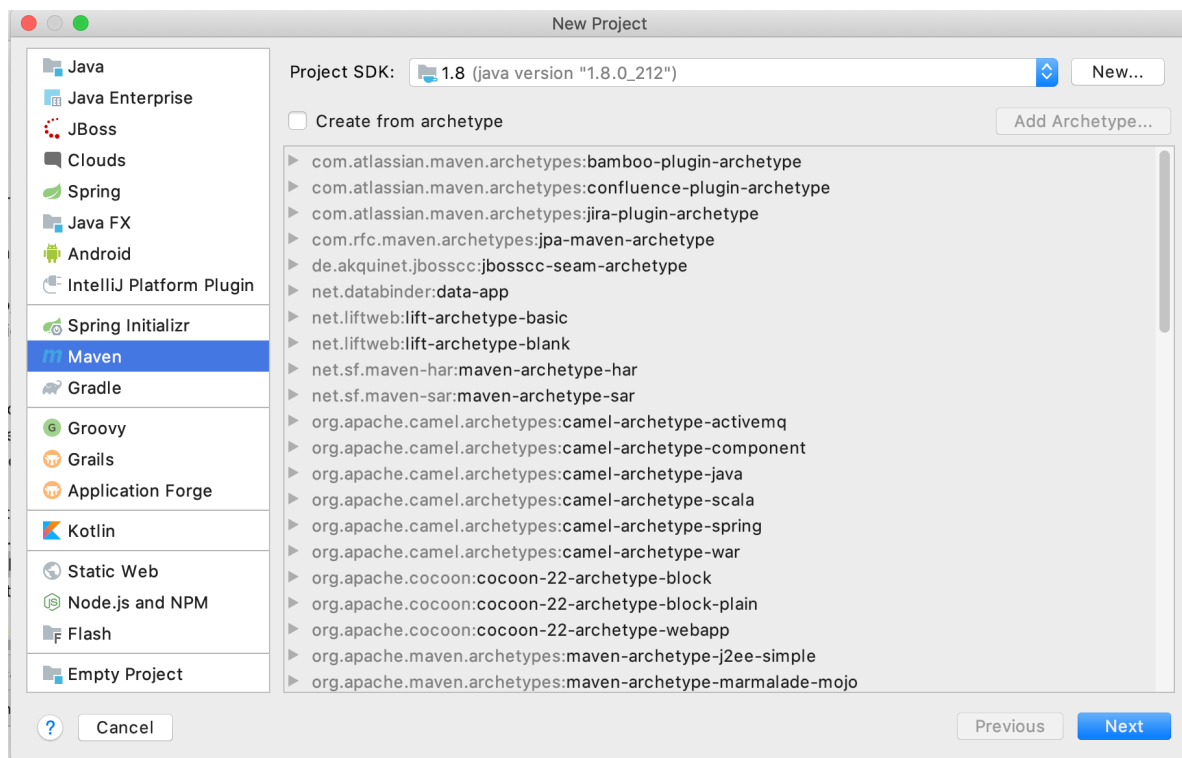 New Project
Java
Java Enterprise
JBoss
Clouds
Spring
Java FX
Android
IntelliJ Platform Plugin
Spring Initializr
Maven
Gradle
Groovy
Grails
Application Forge
Kotlin
Static Web
Node.js and NPM
Flash
Empty Project
Project SDK: 1.8 (java version "1.8.0_212") New...
Create from archetype Add Archetype...
com.atlassian.maven.archetypes:bamboo-plugin-archetype
com.atlassian.maven.archetypes:confluence-plugin-archetype
com.atlassian.maven.archetypes:jira-plugin-archetype
com.rfc.maven.archetypes:jpa-maven-archetype
de.akquinet.jbosscc:jbosscc-seam-archetype
net.databinder:data-app
net.liftweb:lift-archetype-basic
net.liftweb:lift-archetype-blank
net.sf.maven-har:maven-archetype-har
net.sf.maven-sar:maven-archetype-sar
org.apache.camel.archetypes:camel-archetype-activemq
org.apache.camel.archetypes:camel-archetype-component
org.apache.camel.archetypes:camel-archetype-java
org.apache.camel.archetypes:camel-archetype-scala
org.apache.camel.archetypes:camel-archetype-spring
org.apache.camel.archetypes:camel-archetype-war
org.apache.cocoon:cocoon-22-archetype-block
org.apache.cocoon:cocoon-22-archetype-block-plain
org.apache.cocoon:cocoon-22-archetype-webapp
org.apache.maven.archetypes:maven-archetype-j2ee-simple
org.apache.maven.archetypes:maven-archetype-marmalade-mojo
? Cancel Previous Next